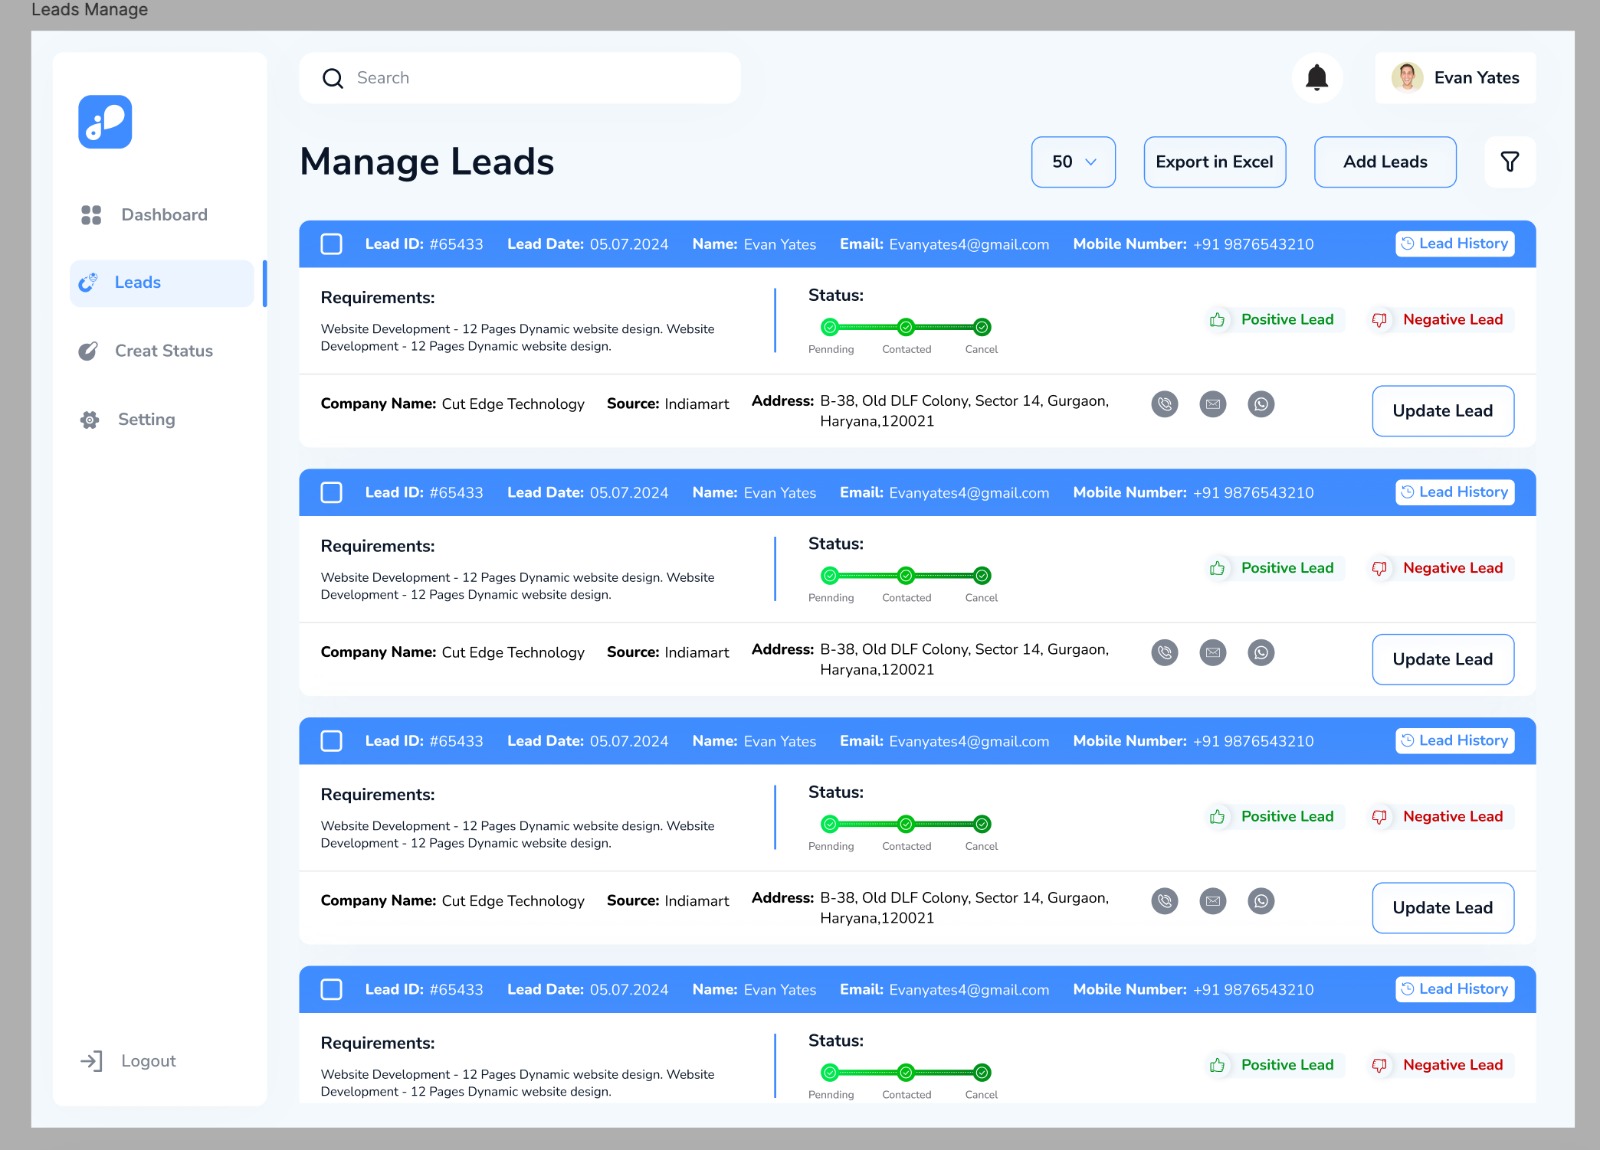 Leads Manage
Search
Evan Yates
Dashboard
Leads
Creat Status
Setting
Logout
Manage Leads
50
Export in Excel
Add Leads
Lead ID: #65433 Lead Date: 05.07.2024 Name: Evan Yates Email: Evanyates4@gmail.com Mobile Number: +91 9876543210 Lead History
Requirements:
Website Development - 12 Pages Dynamic website design. Website
Development - 12 Pages Dynamic website design.
Status:
Pennding Contacted Cancel
Positive Lead Negative Lead
Company Name: Cut Edge Technology Source: Indiamart Address: B-38, Old DLF Colony, Sector 14, Gurgaon,
Haryana,120021
Update Lead
Lead ID: #65433 Lead Date: 05.07.2024 Name: Evan Yates Email: Evanyates4@gmail.com Mobile Number: +91 9876543210 Lead History
Requirements:
Website Development - 12 Pages Dynamic website design. Website
Development - 12 Pages Dynamic website design.
Status:
Pennding Contacted Cancel
Positive Lead Negative Lead
Company Name: Cut Edge Technology Source: Indiamart Address: B-38, Old DLF Colony, Sector 14, Gurgaon,
Haryana,120021
Update Lead
Lead ID: #65433 Lead Date: 05.07.2024 Name: Evan Yates Email: Evanyates4@gmail.com Mobile Number: +91 9876543210 Lead History
Requirements:
Website Development - 12 Pages Dynamic website design. Website
Development - 12 Pages Dynamic website design.
Status:
Pennding Contacted Cancel
Positive Lead Negative Lead
Company Name: Cut Edge Technology Source: Indiamart Address: B-38, Old DLF Colony, Sector 14, Gurgaon,
Haryana,120021
Update Lead
Lead ID: #65433 Lead Date: 05.07.2024 Name: Evan Yates Email: Evanyates4@gmail.com Mobile Number: +91 9876543210 Lead History
Requirements:
Website Development - 12 Pages Dynamic website design. Website
Development - 12 Pages Dynamic website design.
Status:
Pennding Contacted Cancel
Positive Lead Negative Lead